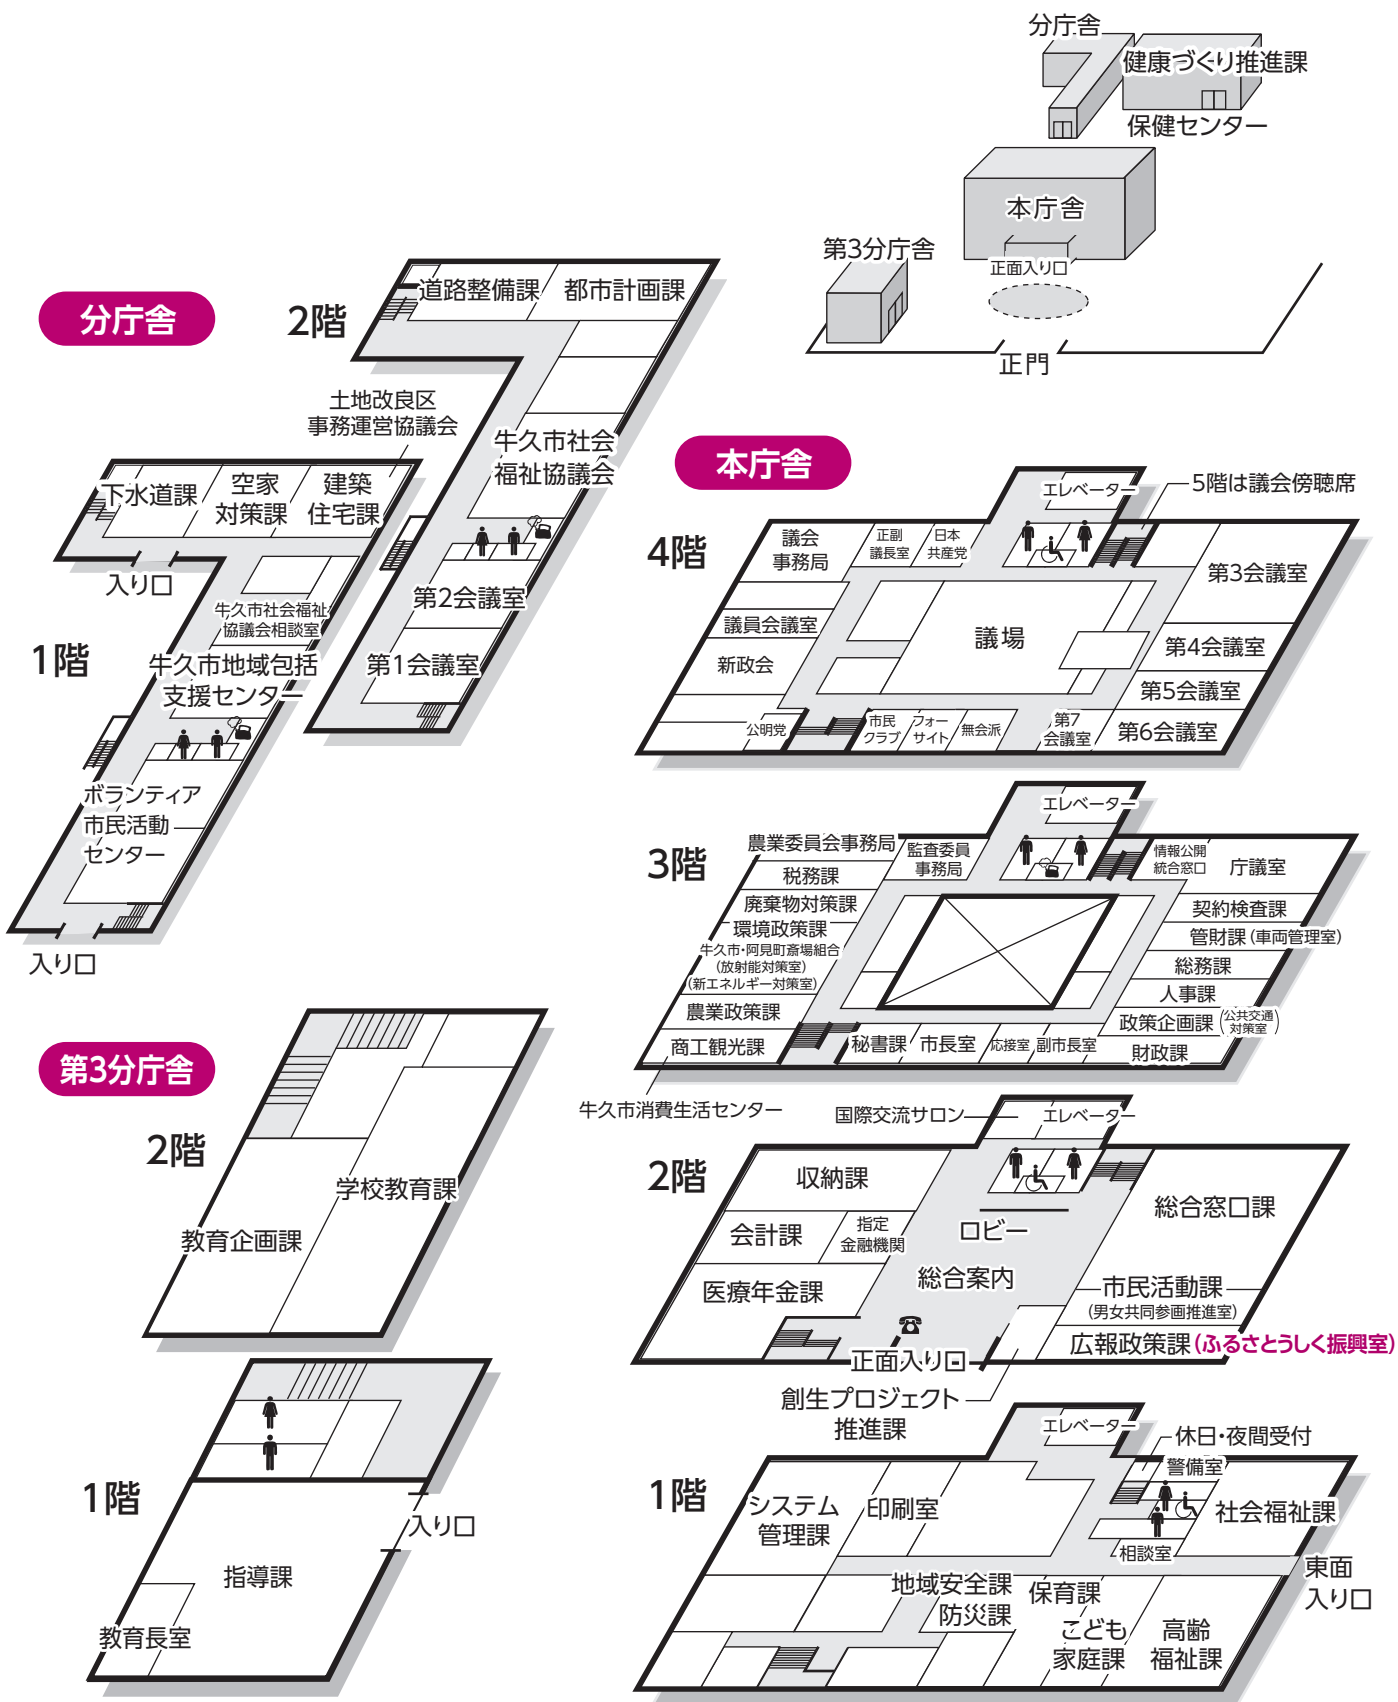 分庁舎
健康づくり推進課
保健センター
本庁舎
正面入り口
第3分庁舎
正門
分庁舎
2階
道路整備課
都市計画課
土地改良区
事務運営協議会
牛久市社会
福祉協議会
第2会議室
第1会議室
下水道課
空家
対策課
建築
住宅課
入り口
1階
牛久市社会福祉
協議会相談室
牛久市地域包括
支援センター
ボランティア
市民活動
センター
入り口
第3分庁舎
2階
学校教育課
教育企画課
1階
入り口
指導課
教育長室
本庁舎
4階
エレベーター
5階は議会傍聴席
議会
事務局
正副
議長室
日本
共産党
第3会議室
議員会議室
議場
第4会議室
新政会
第5会議室
公明党
市民
クラブ
フォー
サイト
無会派
第7
会議室
第6会議室
3階
エレベーター
農業委員会事務局
監査委員
事務局
情報公開
統合窓口
庁議室
税務課
廃棄物対策課
契約検査課
環境政策課
管財課(車両管理室)
牛久市・阿見町斎場組合
(放射能対策室)
(新エネルギー対策室)
総務課
人事課
農業政策課
政策企画課(公共交通
対策室)
商工観光課
秘書課
市長室
応接室
副市長室
財政課
牛久市消費生活センター
2階
国際交流サロン
エレベーター
収納課
総合窓口課
会計課
指定
金融機関
ロビー
総合案内
医療年金課
市民活動課
(男女共同参画推進室)
広報政策課(ふるさとうしく振興室)
正面入り口
創生プロジェクト
推進課
1階
エレベーター
休日・夜間受付
警備室
システム
管理課
印刷室
社会福祉課
相談室
東面
入り口
地域安全課
防災課
保育課
こども
家庭課
高齢
福祉課